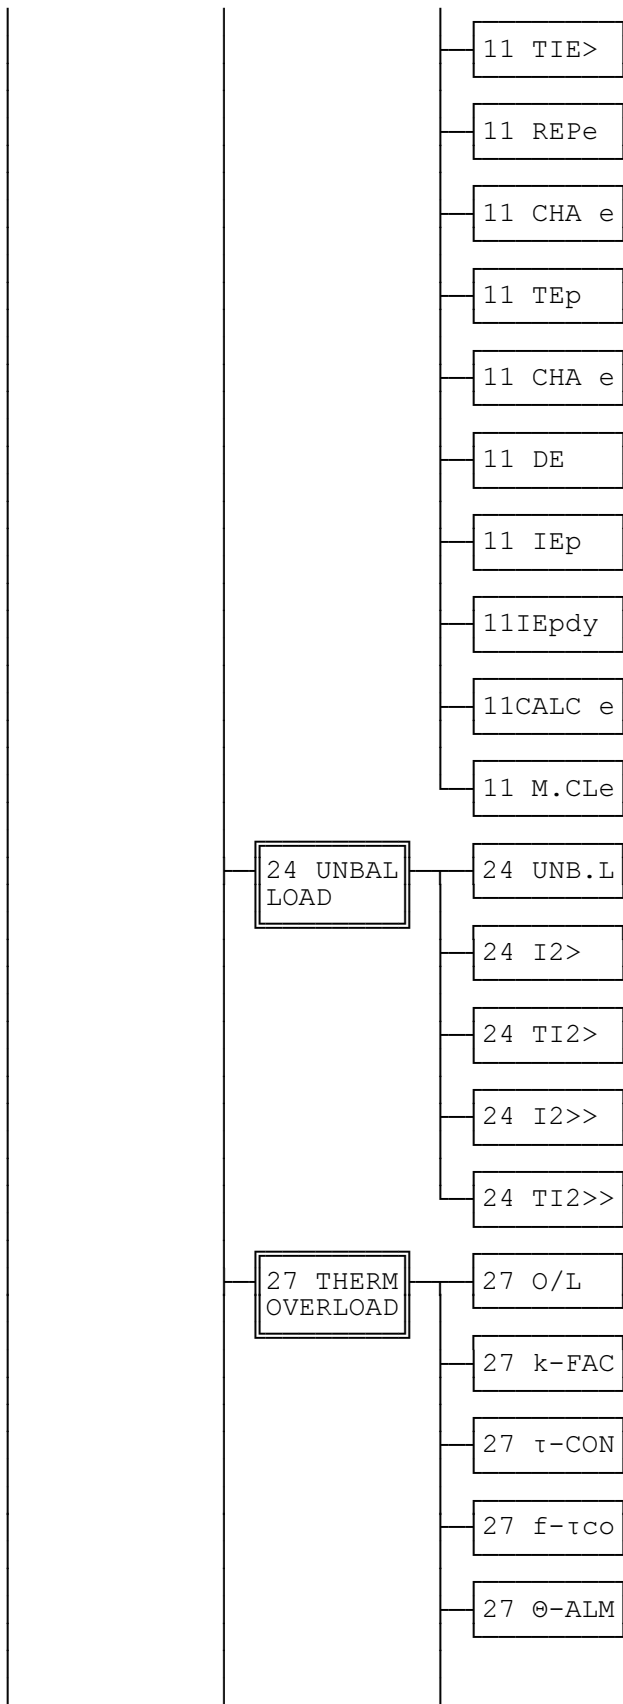 11 TIE>
11 REPe
11 CHA e
11 TEp
11 CHA e
11 DE
11 IEp
11IEpdy
11CALC e
11 M.CLe
24 UNBAL
LOAD
24 UNB.L
24 I2>
24 TI2>
24 I2>>
24 TI2>>
27 THERM
OVERLOAD
27 O/L
27 k-FAC
27 τ-CON
27 f-τco
27 Θ-ALM